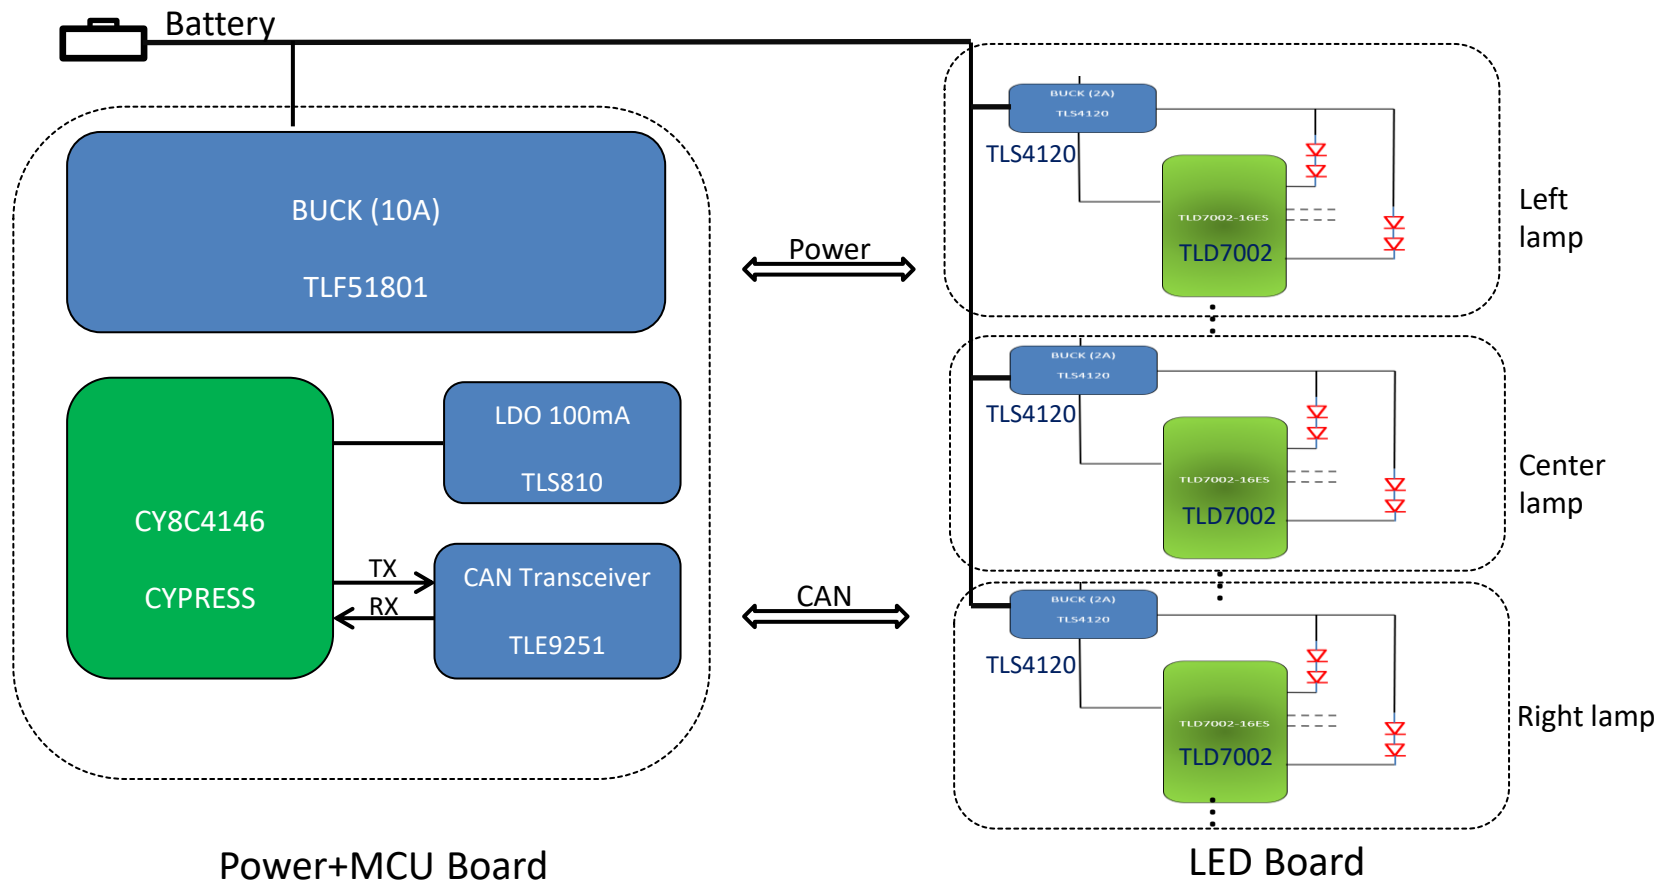 Battery
BUCK (10A)
TLF51801
CY8C4146
CYPRESS
LDO 100mA
TLS810
TX
RX
CAN Transceiver
TLE9251
Power+MCU Board
Power
CAN
BUCK (2A)
TLS4120
TLS4120
TLD7002-16ES
TLD7002
Left
lamp
BUCK (2A)
TLS4120
TLS4120
TLD7002-16ES
TLD7002
Center
lamp
BUCK (2A)
TLS4120
TLS4120
TLD7002-16ES
TLD7002
Right lamp
LED Board